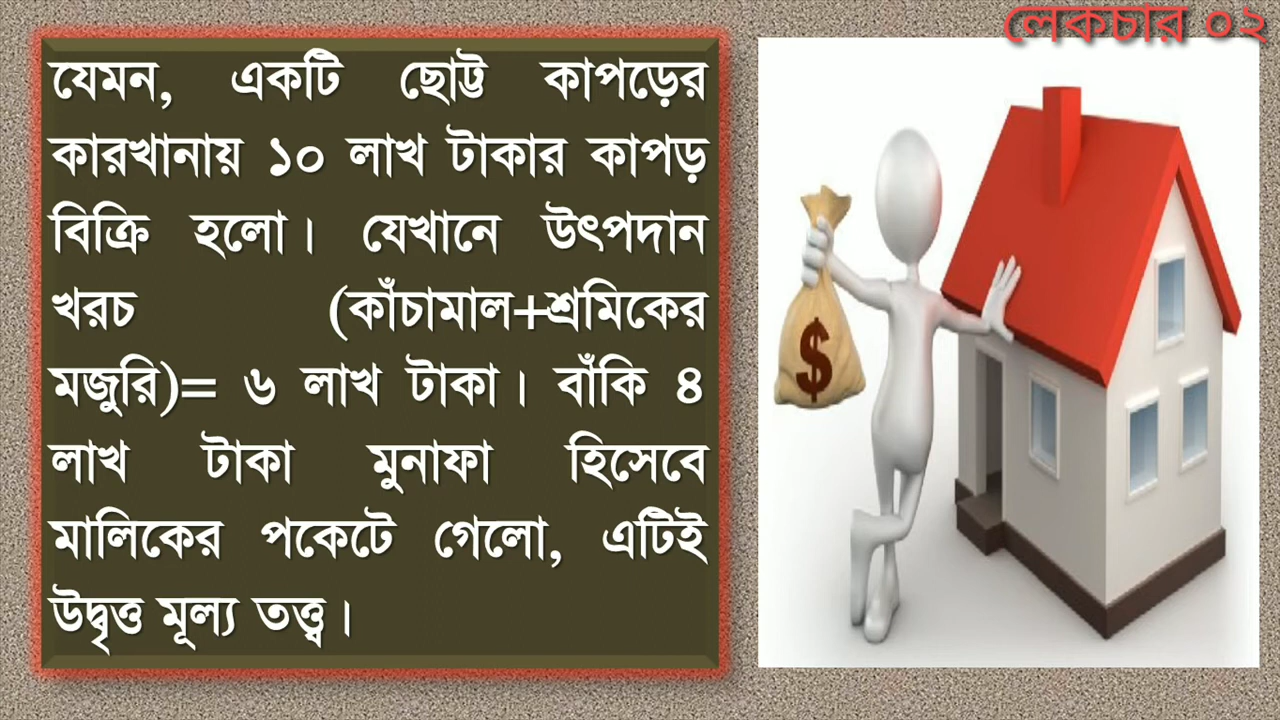 লেকচার ০২
যেমন, একটি ছোট্ট কাপড়ের
কারখানায় ১০ লাখ টাকার কাপড়
বিক্রি হলো। যেখানে উৎপদান
খরচ (কাঁচামাল+শ্রমিকের
মজুরি)= ৬ লাখ টাকা। বাঁকি ৪
লাখ টাকা মুনাফা হিসেবে
মালিকের পকেটে গেলো, এটিই
উদ্বৃত্ত মূল্য তত্ত্ব।
$